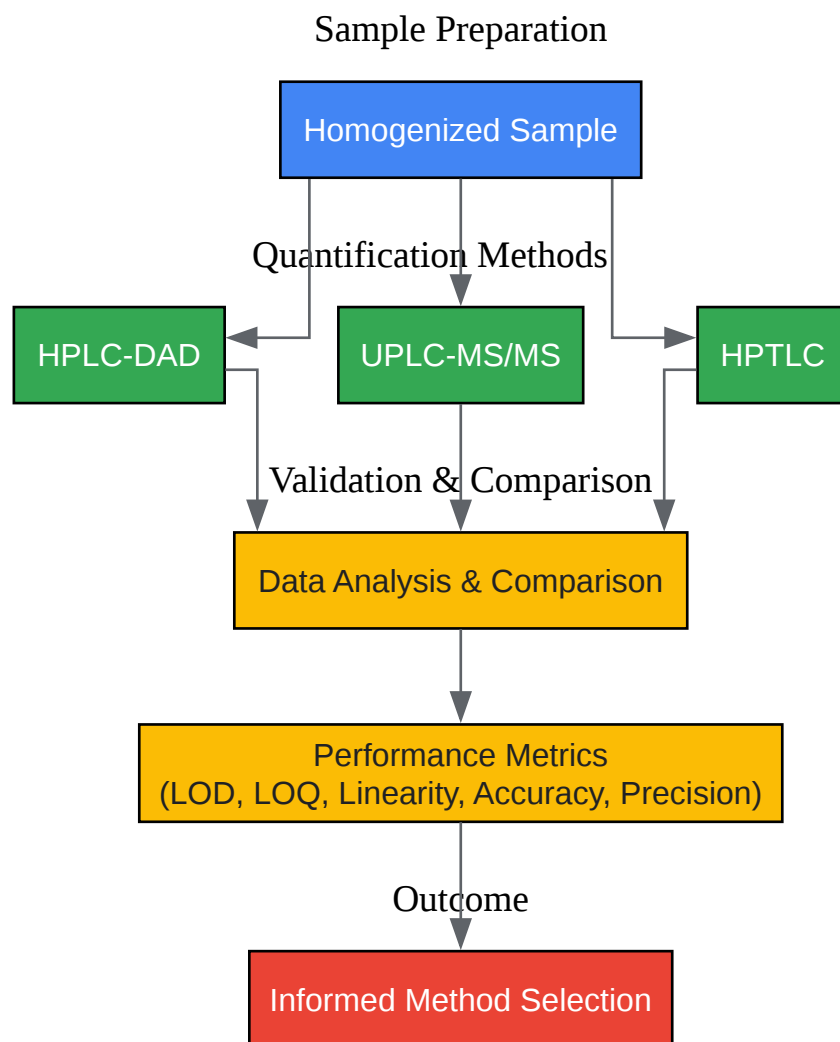 Sample Preparation
Homogenized Sample
Quantification Methods
HPLC-DAD
UPLC-MS/MS
HPTLC
Validation & Comparison
Data Analysis & Comparison
Performance Metrics
(LOD, LOQ, Linearity, Accuracy, Precision)
Outcome
Informed Method Selection